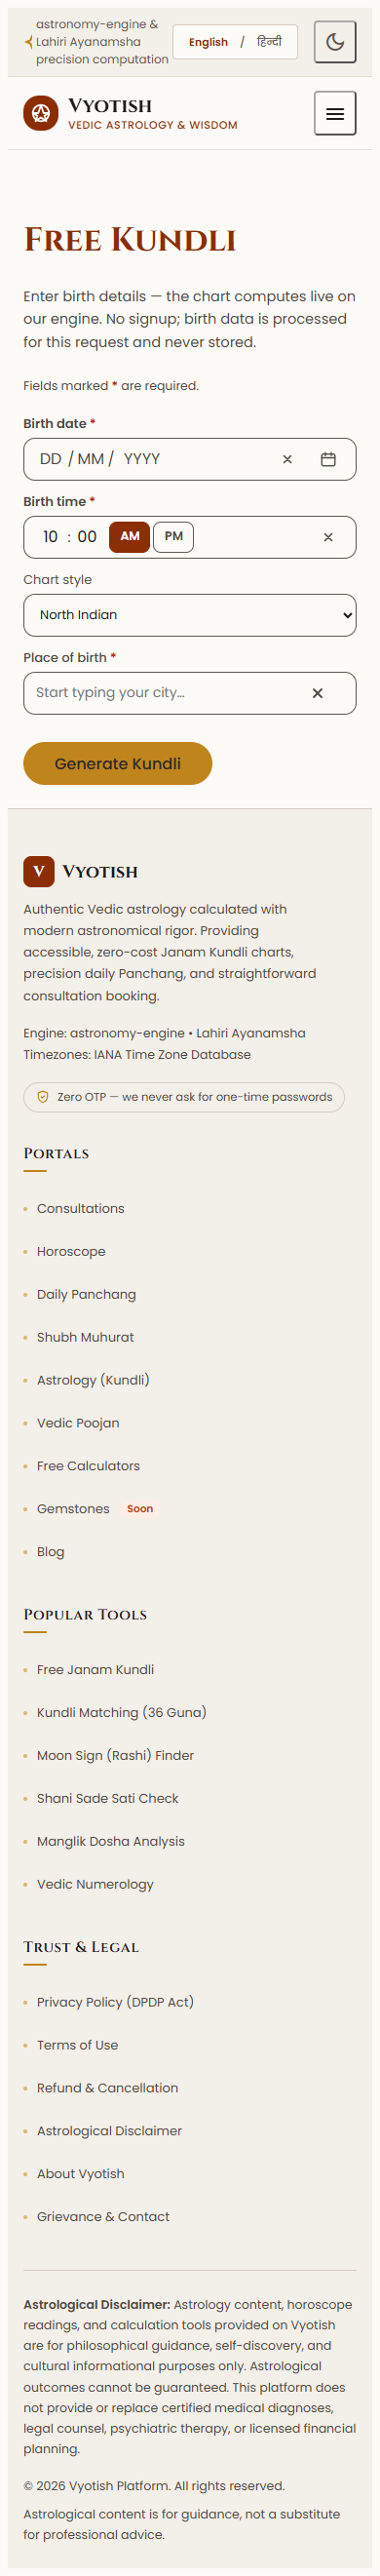 astronomy-engine &
Lahiri Ayanamsha
precision computation
English / हिन्दी
Vyotish
VEDIC ASTROLOGY & WISDOM
Free Kundli
Enter birth details — the chart computes live on
our engine. No signup; birth data is processed
for this request and never stored.
Fields marked * are required.
Birth date *
DD / MM / YYYY
Birth time *
10 : 00 AM PM
Chart style
North Indian
Place of birth *
Start typing your city...
Generate Kundli
V Vyotish
Authentic Vedic astrology calculated with
modern astronomical rigor. Providing
accessible, zero-cost Janam Kundli charts,
precision daily Panchang, and straightforward
consultation booking.
Engine: astronomy-engine • Lahiri Ayanamsha
Timezones: IANA Time Zone Database
Zero OTP — we never ask for one-time passwords
Portals
Consultations
Horoscope
Daily Panchang
Shubh Muhurat
Astrology (Kundli)
Vedic Poojan
Free Calculators
Gemstones Soon
Blog
Popular Tools
Free Janam Kundli
Kundli Matching (36 Guna)
Moon Sign (Rashi) Finder
Shani Sade Sati Check
Manglik Dosha Analysis
Vedic Numerology
Trust & Legal
Privacy Policy (DPDP Act)
Terms of Use
Refund & Cancellation
Astrological Disclaimer
About Vyotish
Grievance & Contact
Astrological Disclaimer: Astrology content, horoscope
readings, and calculation tools provided on Vyotish
are for philosophical guidance, self-discovery, and
cultural informational purposes only. Astrological
outcomes cannot be guaranteed. This platform does
not provide or replace certified medical diagnoses,
legal counsel, psychiatric therapy, or licensed financial
planning.
© 2026 Vyotish Platform. All rights reserved.
Astrological content is for guidance, not a substitute
for professional advice.